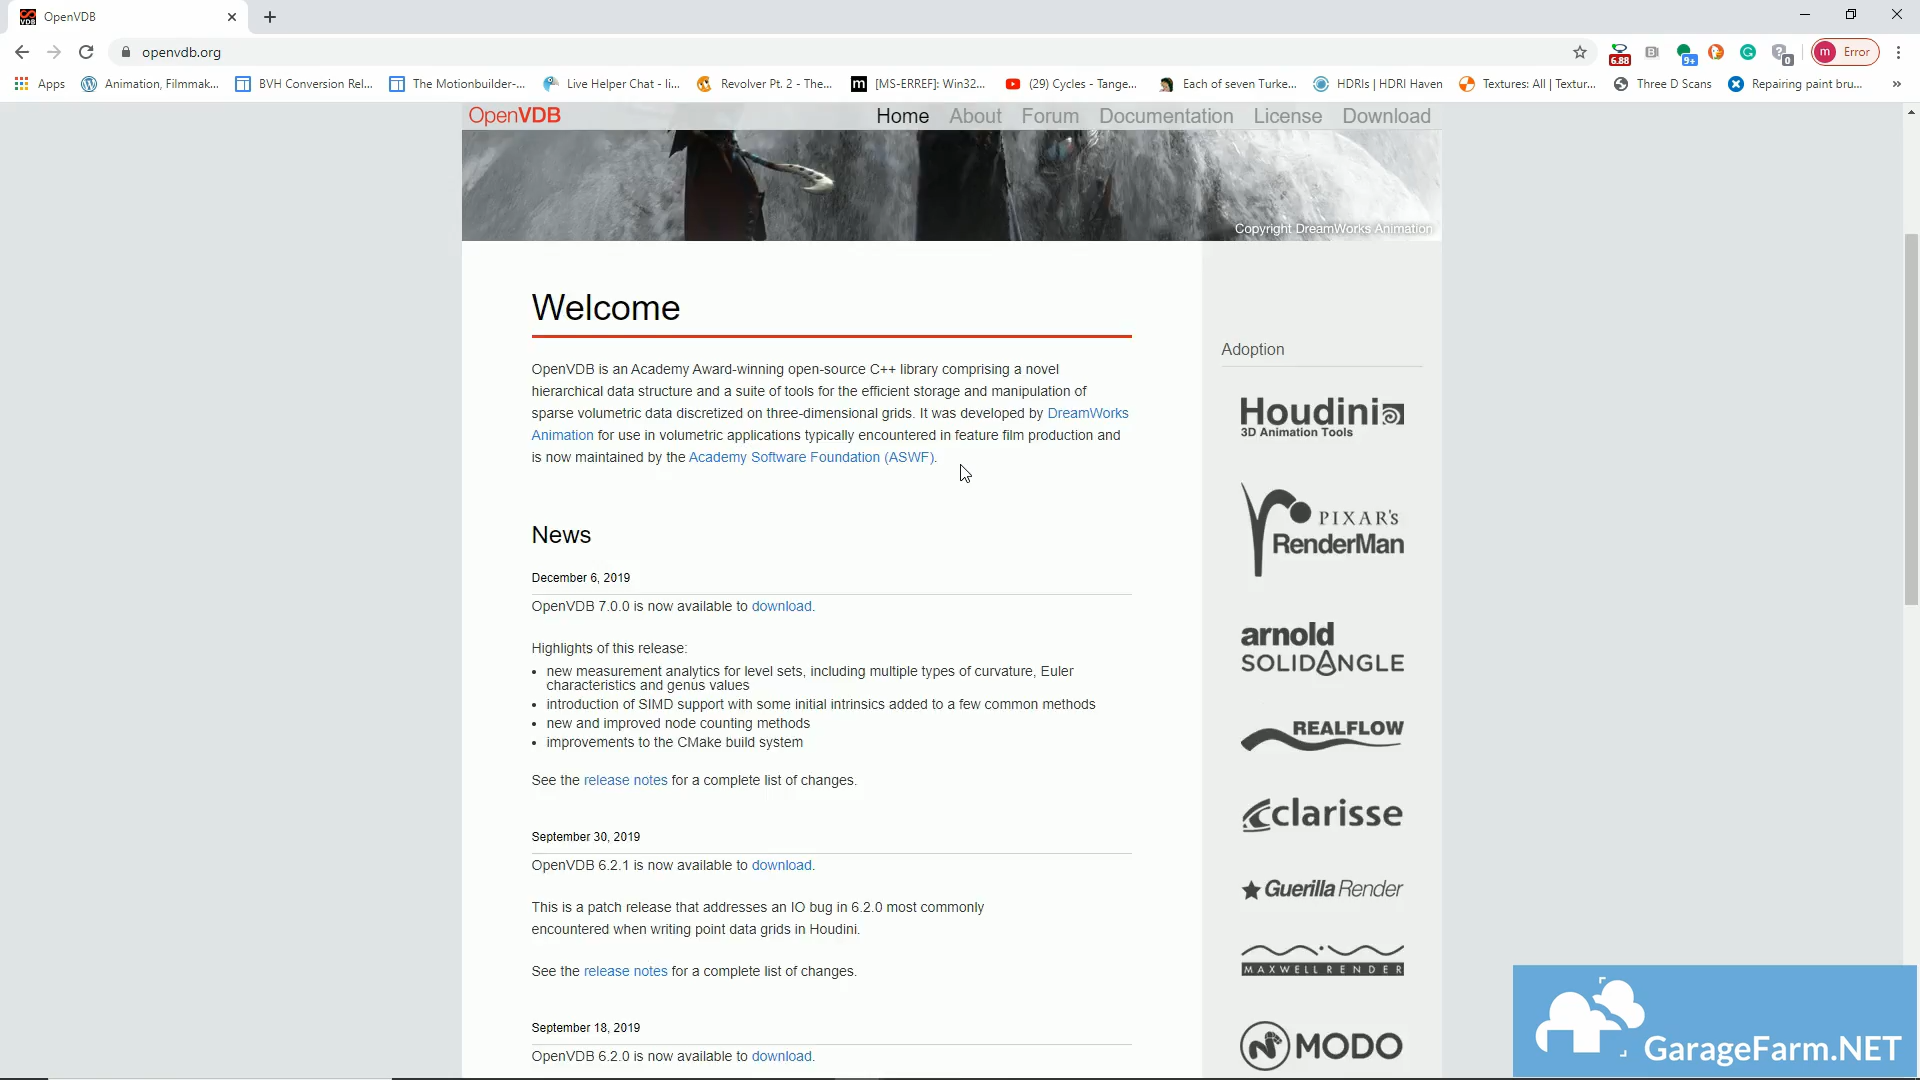 OpenVDB
openvdb.org
6.88
9+
0
m
Error
Apps
Animation, Filmmak...
BVH Conversion Rel...
The Motionbuilder-...
Live Helper Chat - li...
Revolver Pt. 2 - The...
m
[MS-ERREF]: Win32...
(29) Cycles - Tange...
Each of seven Turke...
HDRIs | HDRI Haven
Textures: All | Textur...
Three D Scans
Repairing paint bru...
»
OpenVDB
Home
About
Forum
Documentation
License
Download
Copyright DreamWorks Animation
Welcome
OpenVDB is an Academy Award-winning open-source C++ library comprising a novel
hierarchical data structure and a suite of tools for the efficient storage and manipulation of
sparse volumetric data discretized on three-dimensional grids. It was developed by DreamWorks
Animation for use in volumetric applications typically encountered in feature film production and
is now maintained by the Academy Software Foundation (ASWF).
News
December 6, 2019
OpenVDB 7.0.0 is now available to download.
Highlights of this release:
• new measurement analytics for level sets, including multiple types of curvature, Euler
characteristics and genus values
• introduction of SIMD support with some initial intrinsics added to a few common methods
• new and improved node counting methods
• improvements to the CMake build system
See the release notes for a complete list of changes.
September 30, 2019
OpenVDB 6.2.1 is now available to download.
This is a patch release that addresses an IO bug in 6.2.0 most commonly
encountered when writing point data grids in Houdini.
See the release notes for a complete list of changes.
September 18, 2019
OpenVDB 6.2.0 is now available to download.
Adoption
Houdini
3D Animation Tools
PIXAR's
RenderMan
arnold
SOLIDANGLE
REALFLOW
clarisse
Guerilla Render
MAXWELL RENDER
MODO
GarageFarm.NET